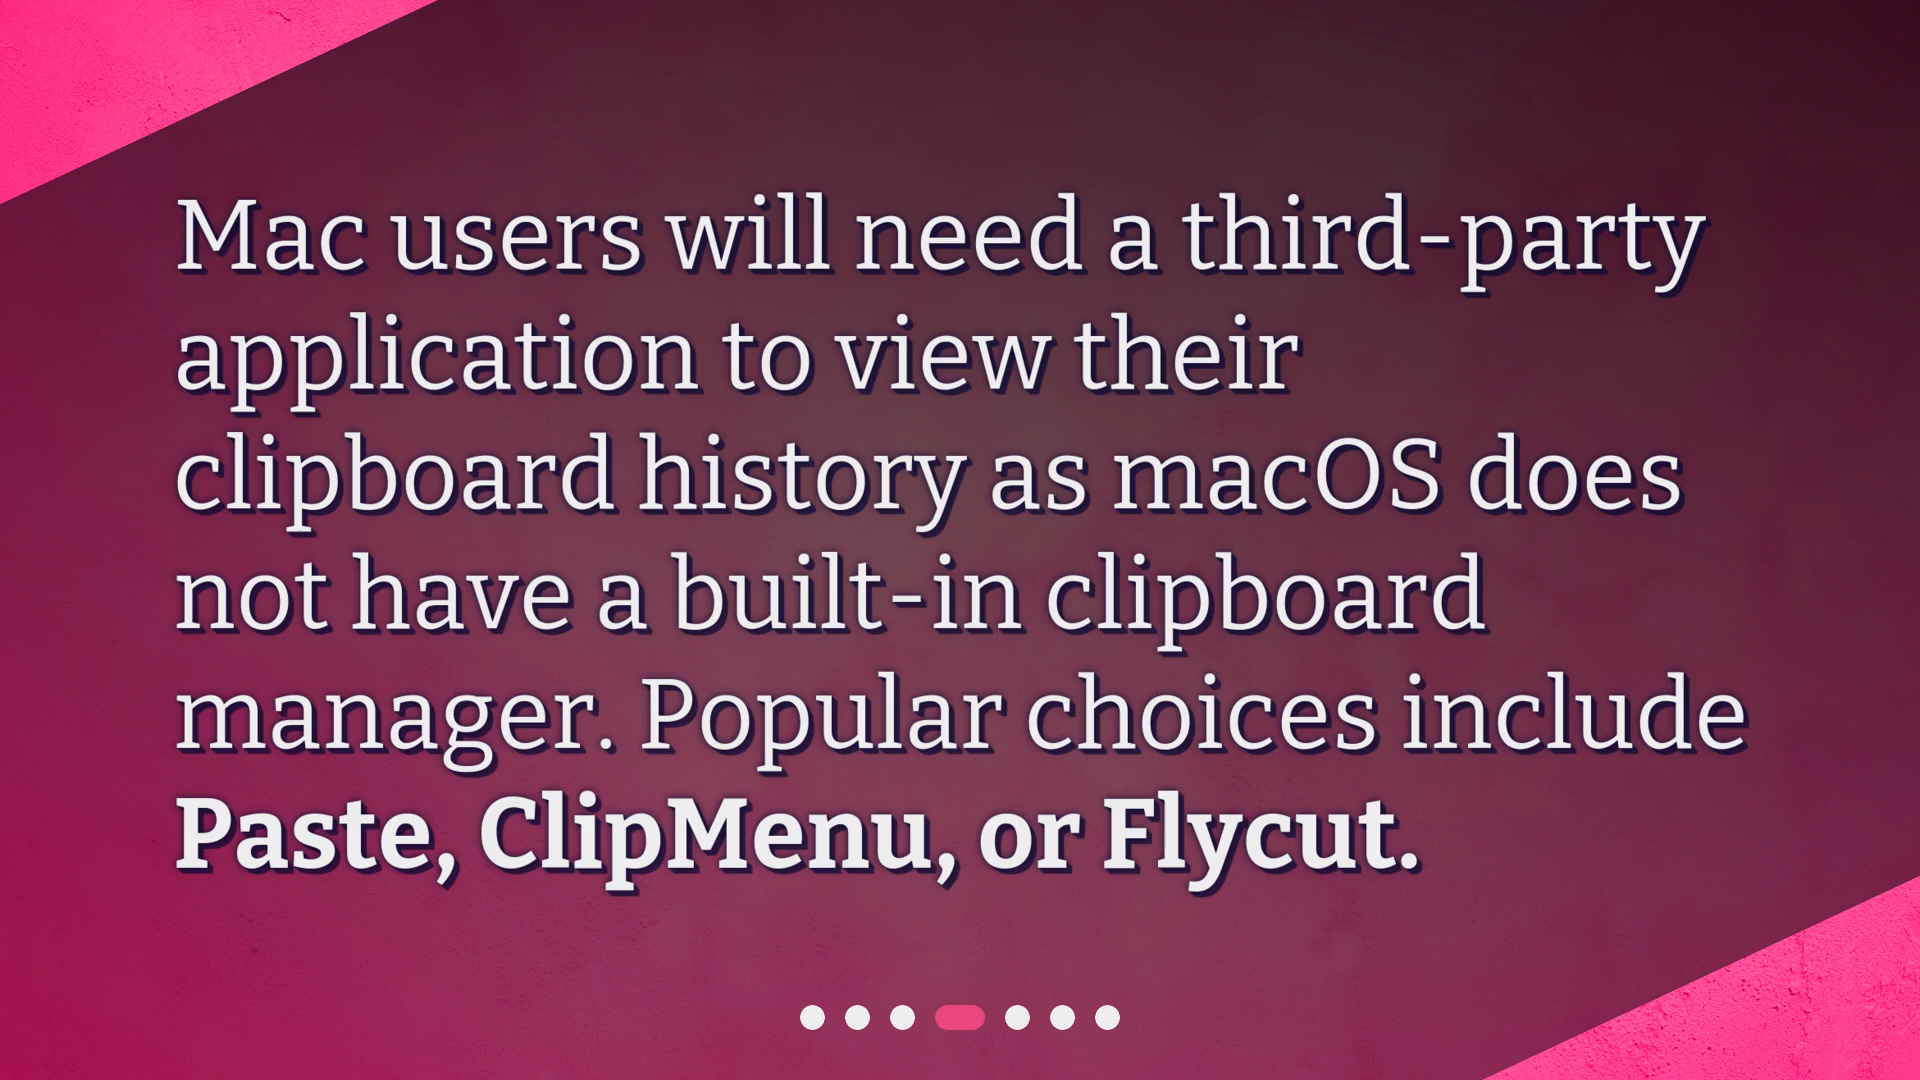 Mac users will need a third-party
application to view their
clipboard history as macOS does
not have a built-in clipboard
manager. Popular choices include
Paste, ClipMenu, or Flycut.